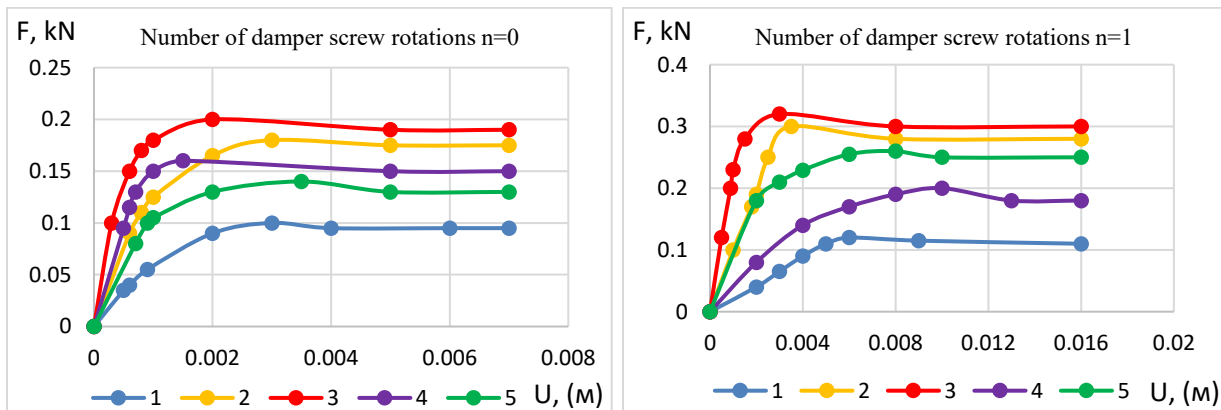 F, kN
Number of damper screw rotations n=0
0.25
0.2
0.15
0.1
0.05
0
0 0.002 0.004 0.006 0.008
1 2 3 4 5 U, (м)
F, kN
Number of damper screw rotations n=1
0.4
0.3
0.2
0.1
0
0 0.004 0.008 0.012 0.016 0.02
1 2 3 4 5 U, (м)